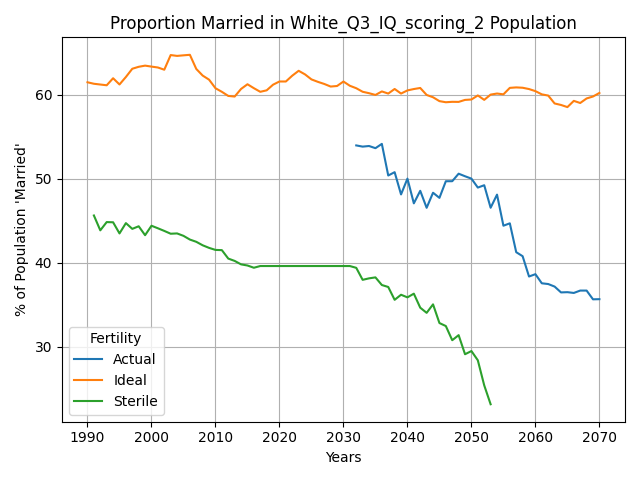 Proportion Married in White_Q3_IQ_scoring_2 Population
% of Population 'Married'
60
50
40
30
Fertility
Actual
Ideal
Sterile
1990 2000 2010 2020 2030 2040 2050 2060 2070
Years